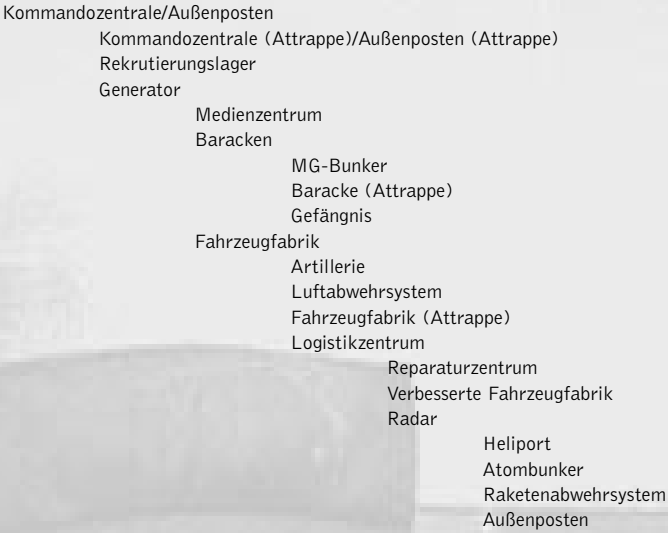 Kommandozentrale/Außenposten
Kommandozentrale (Attrappe)/Außenposten (Attrappe)
Rekrutierungslager
Generator
Medienzentrum
Baracken
MG-Bunker
Baracke (Attrappe)
Gefängnis
Fahrzeugfabrik
Artillerie
Luftabwehrsystem
Fahrzeugfabrik (Attrappe)
Logistikzentrum
Reparaturzentrum
Verbesserte Fahrzeugfabrik
Radar
Heliport
Atombunker
Raketenabwehrsystem
Außenposten